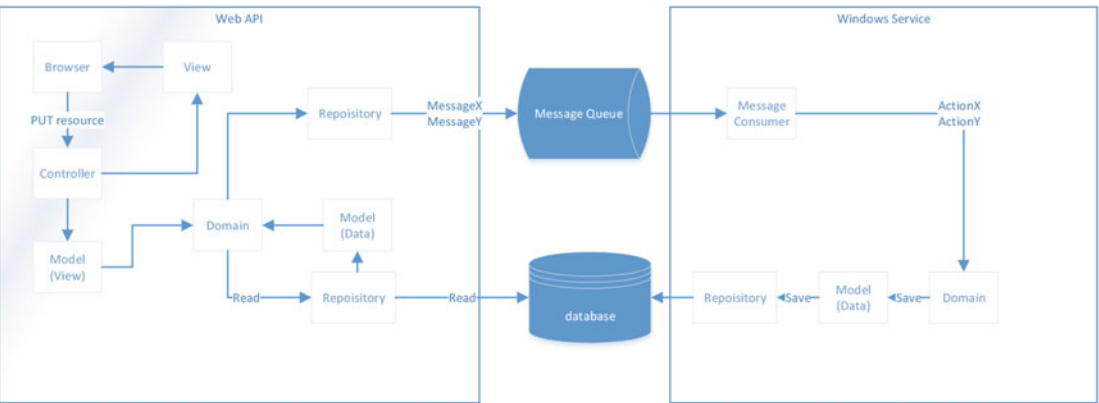 Web API
Browser
View
PUT resource
Controller
Model
(View)
Domain
Repoisitory
MessageX
MessageY
Model
(Data)
Read
Repoisitory
Read
Message Queue
database
Windows Service
Message
Consumer
ActionX
ActionY
Repoisitory
Save
Model
(Data)
Save
Domain